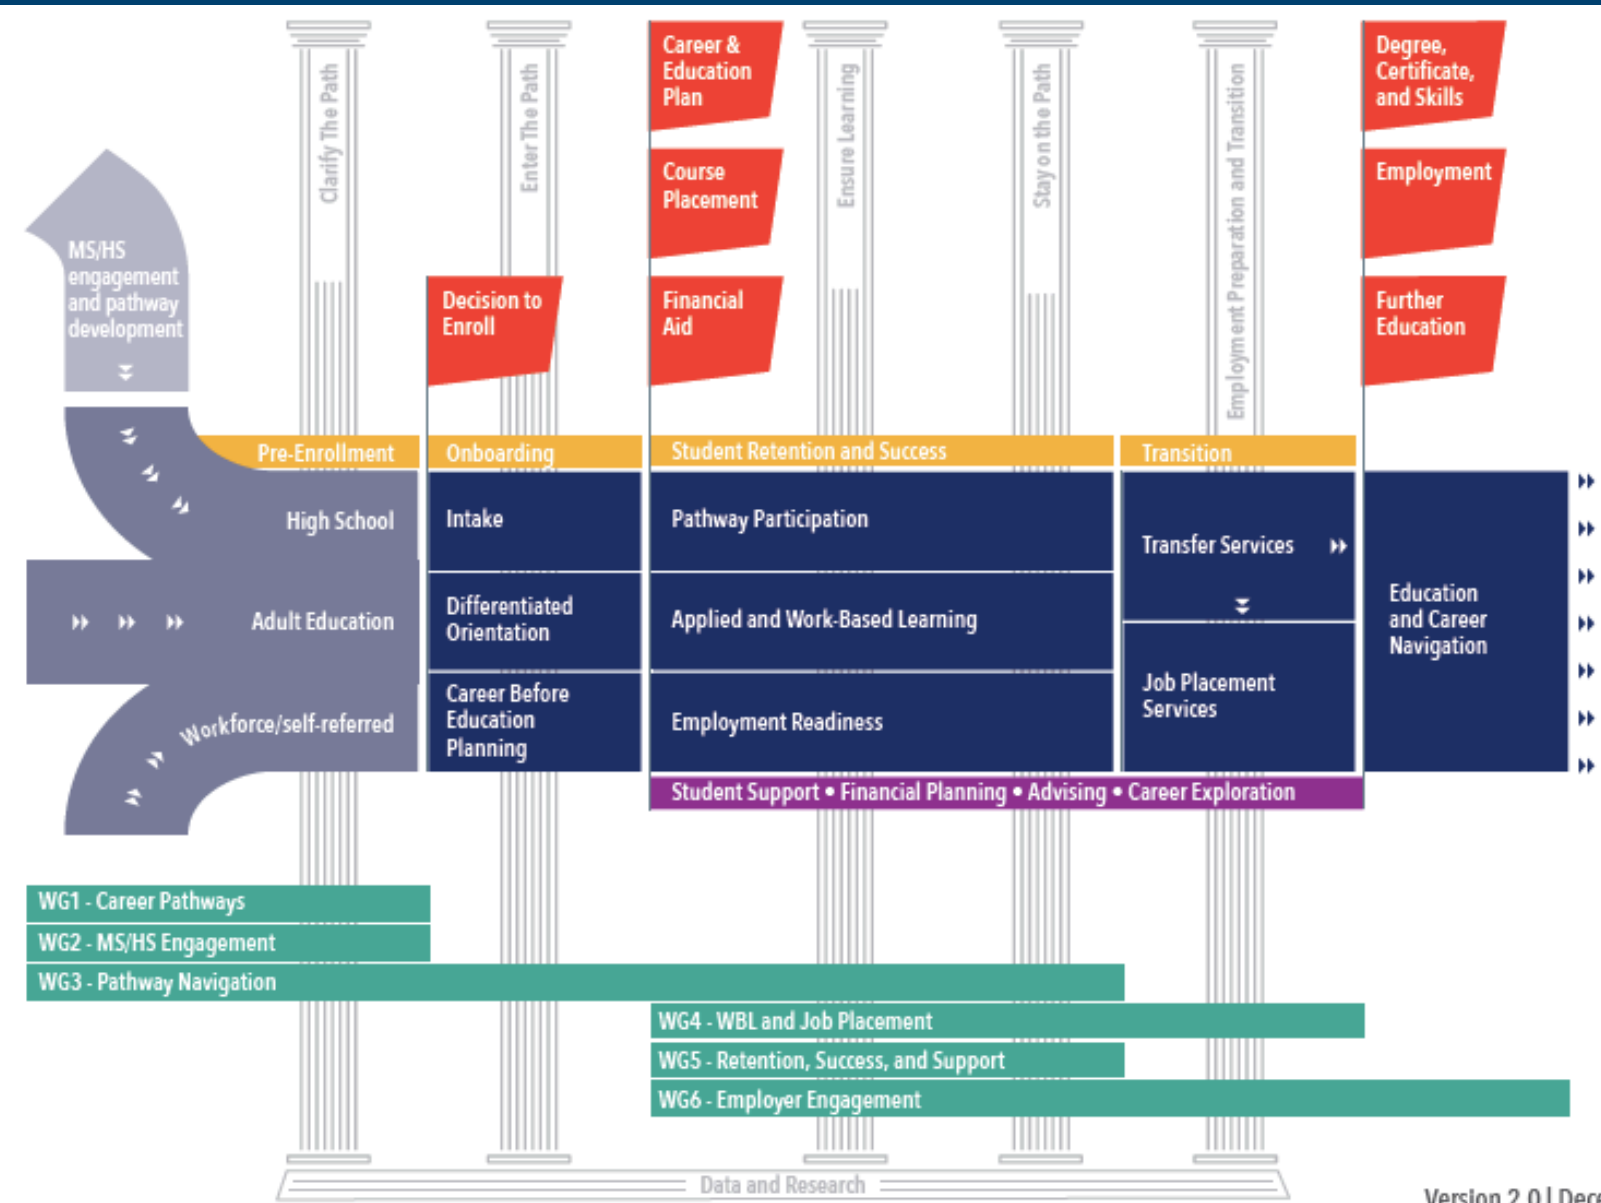 Clarify The Path
Enter The Path
Career &
Education
Plan
Ensure Learning
Stay on the Path
Employment Preparation and Transition
Degree,
Certificate,
and Skills
Course
Placement
Employment
MS/HS
engagement
and pathway
development
Decision to
Enroll
Financial
Aid
Further
Education
Pre-Enrollment
Onboarding
Student Retention and Success
Transition
High School
Intake
Pathway Participation
Transfer Services
Adult Education
Differentiated
Orientation
Applied and Work-Based Learning
Education
and Career
Navigation
Workforce/self-referred
Career Before
Education
Planning
Employment Readiness
Job Placement
Services
Student Support • Financial Planning • Advising • Career Exploration
WG1 - Career Pathways
WG2 - MS/HS Engagement
WG3 - Pathway Navigation
WG4 - WBL and Job Placement
WG5 - Retention, Success, and Support
WG6 - Employer Engagement
Data and Research
Version 2.0 | Dece